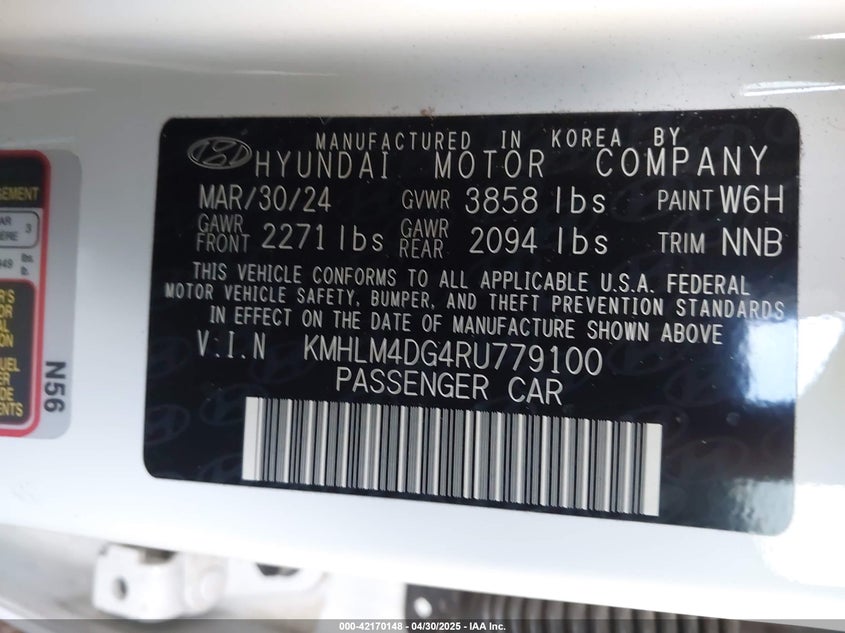 MANUFACTURED IN KOREA BY
HYUNDAI MOTOR COMPANY
MAR/30/24 GVWR 3858 lbs PAINT W6H
GAWR FRONT 2271 lbs GAWR REAR 2094 lbs TRIM NNB
THIS VEHICLE CONFORMS TO ALL APPLICABLE U.S.A. FEDERAL
MOTOR VEHICLE SAFETY, BUMPER, AND THEFT PREVENTION STANDARDS
IN EFFECT ON THE DATE OF MANUFACTURE SHOWN ABOVE
V.I.N KMHLM4DG4RU779100
PASSENGER CAR
3
lbs.
N56
000-42170148 - 04/30/2025 - IAA Inc.